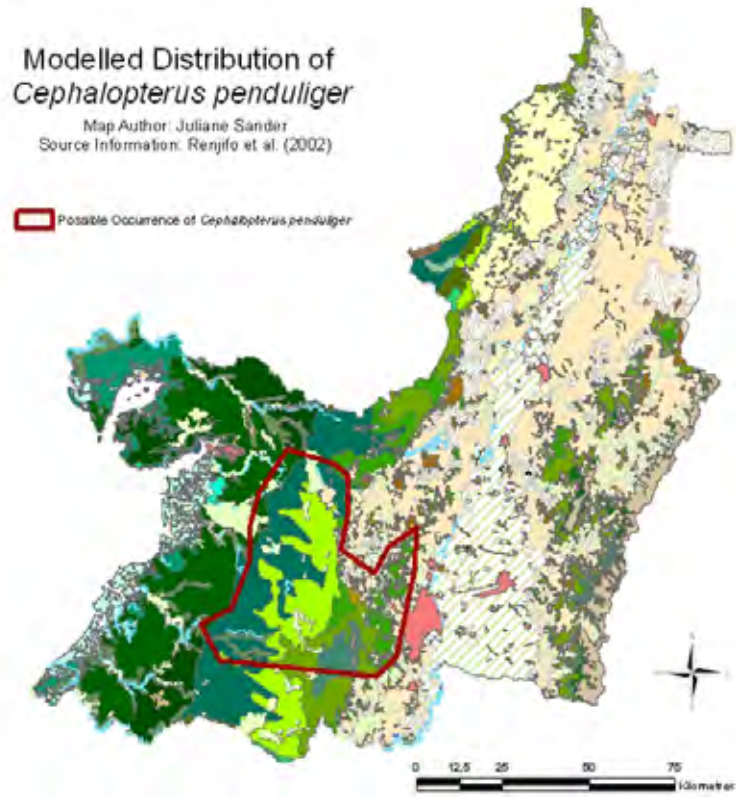 Modelled Distribution of
Cephalopterus penduliger
Map Author: Juliane Sander
Source Information: Renjifo et al. (2002)
Possible Occurrence of Cephalopterus penduliger
0 12,5 25 50 75
Kilometres